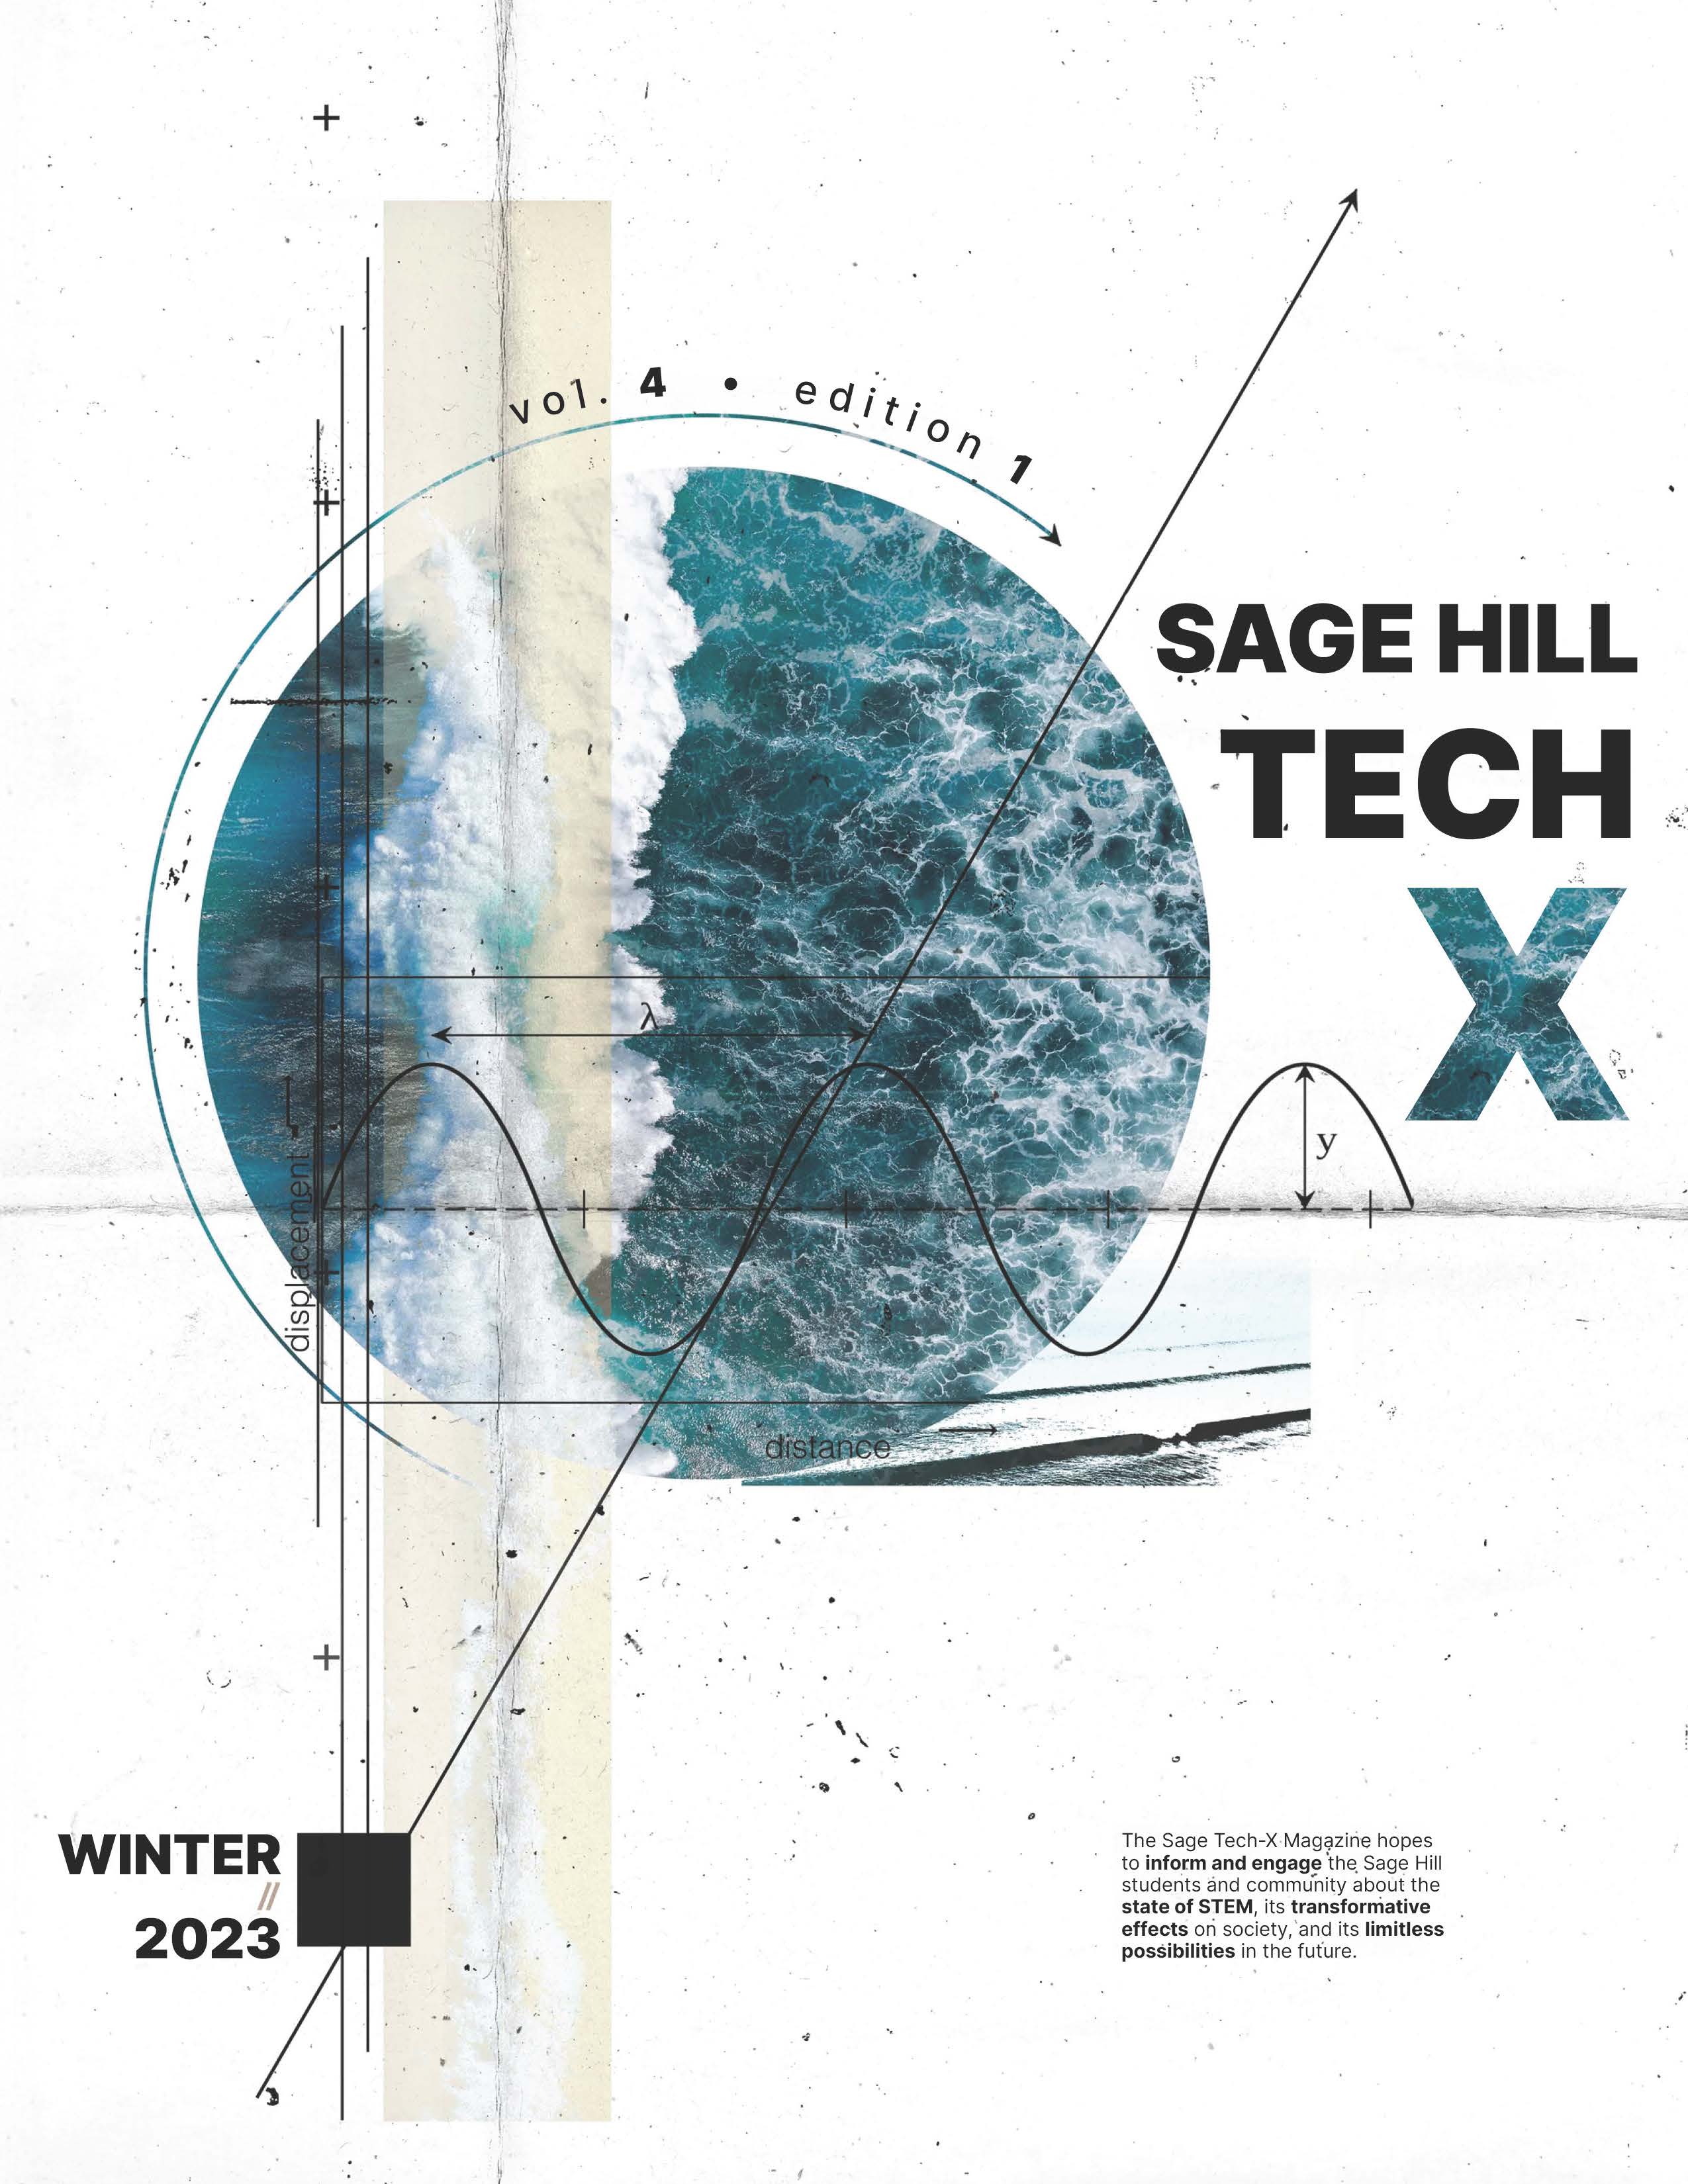 vol. 4 • edition 1
SAGE HILL
TECH
X
λ
y
displacement
distance
WINTER
//
2023
The Sage Tech-X Magazine hopes
to inform and engage the Sage Hill
students and community about the
state of STEM, its transformative
effects on society, and its limitless
possibilities in the future.